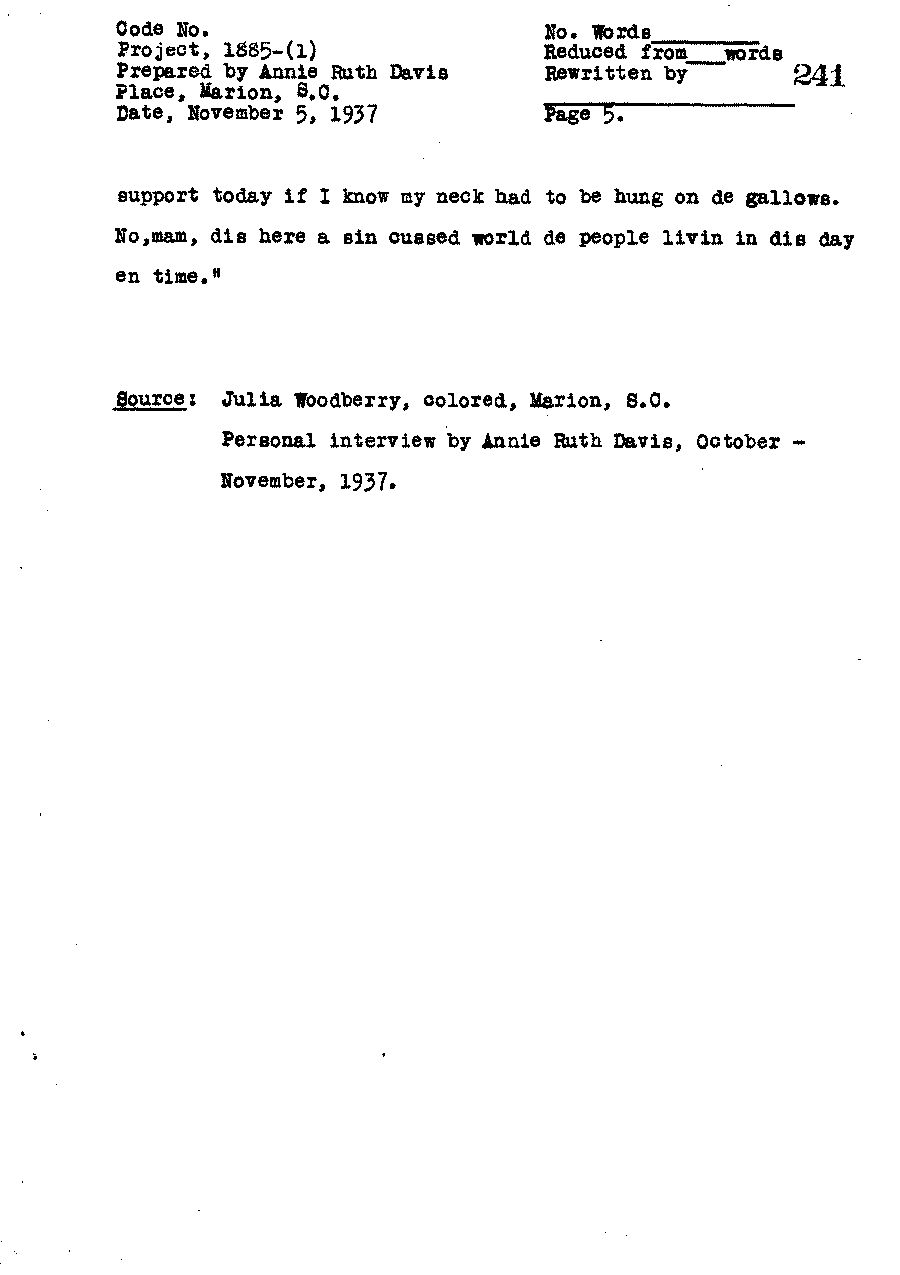 Code No.
Project, 1885-(1)
Prepared by Annie Ruth Davis
Place, Marion, S.C.
Date, November 5, 1937
No. Words__________
Reduced from___words
Rewritten by
241
Page 5.
support today if I know my neck had to be hung on de gallows.
No,mam, dis here a sin cussed world de people livin in dis day
en time."
Source: Julia Woodberry, colored, Marion, S.C.
Personal interview by Annie Ruth Davis, October -
November, 1937.